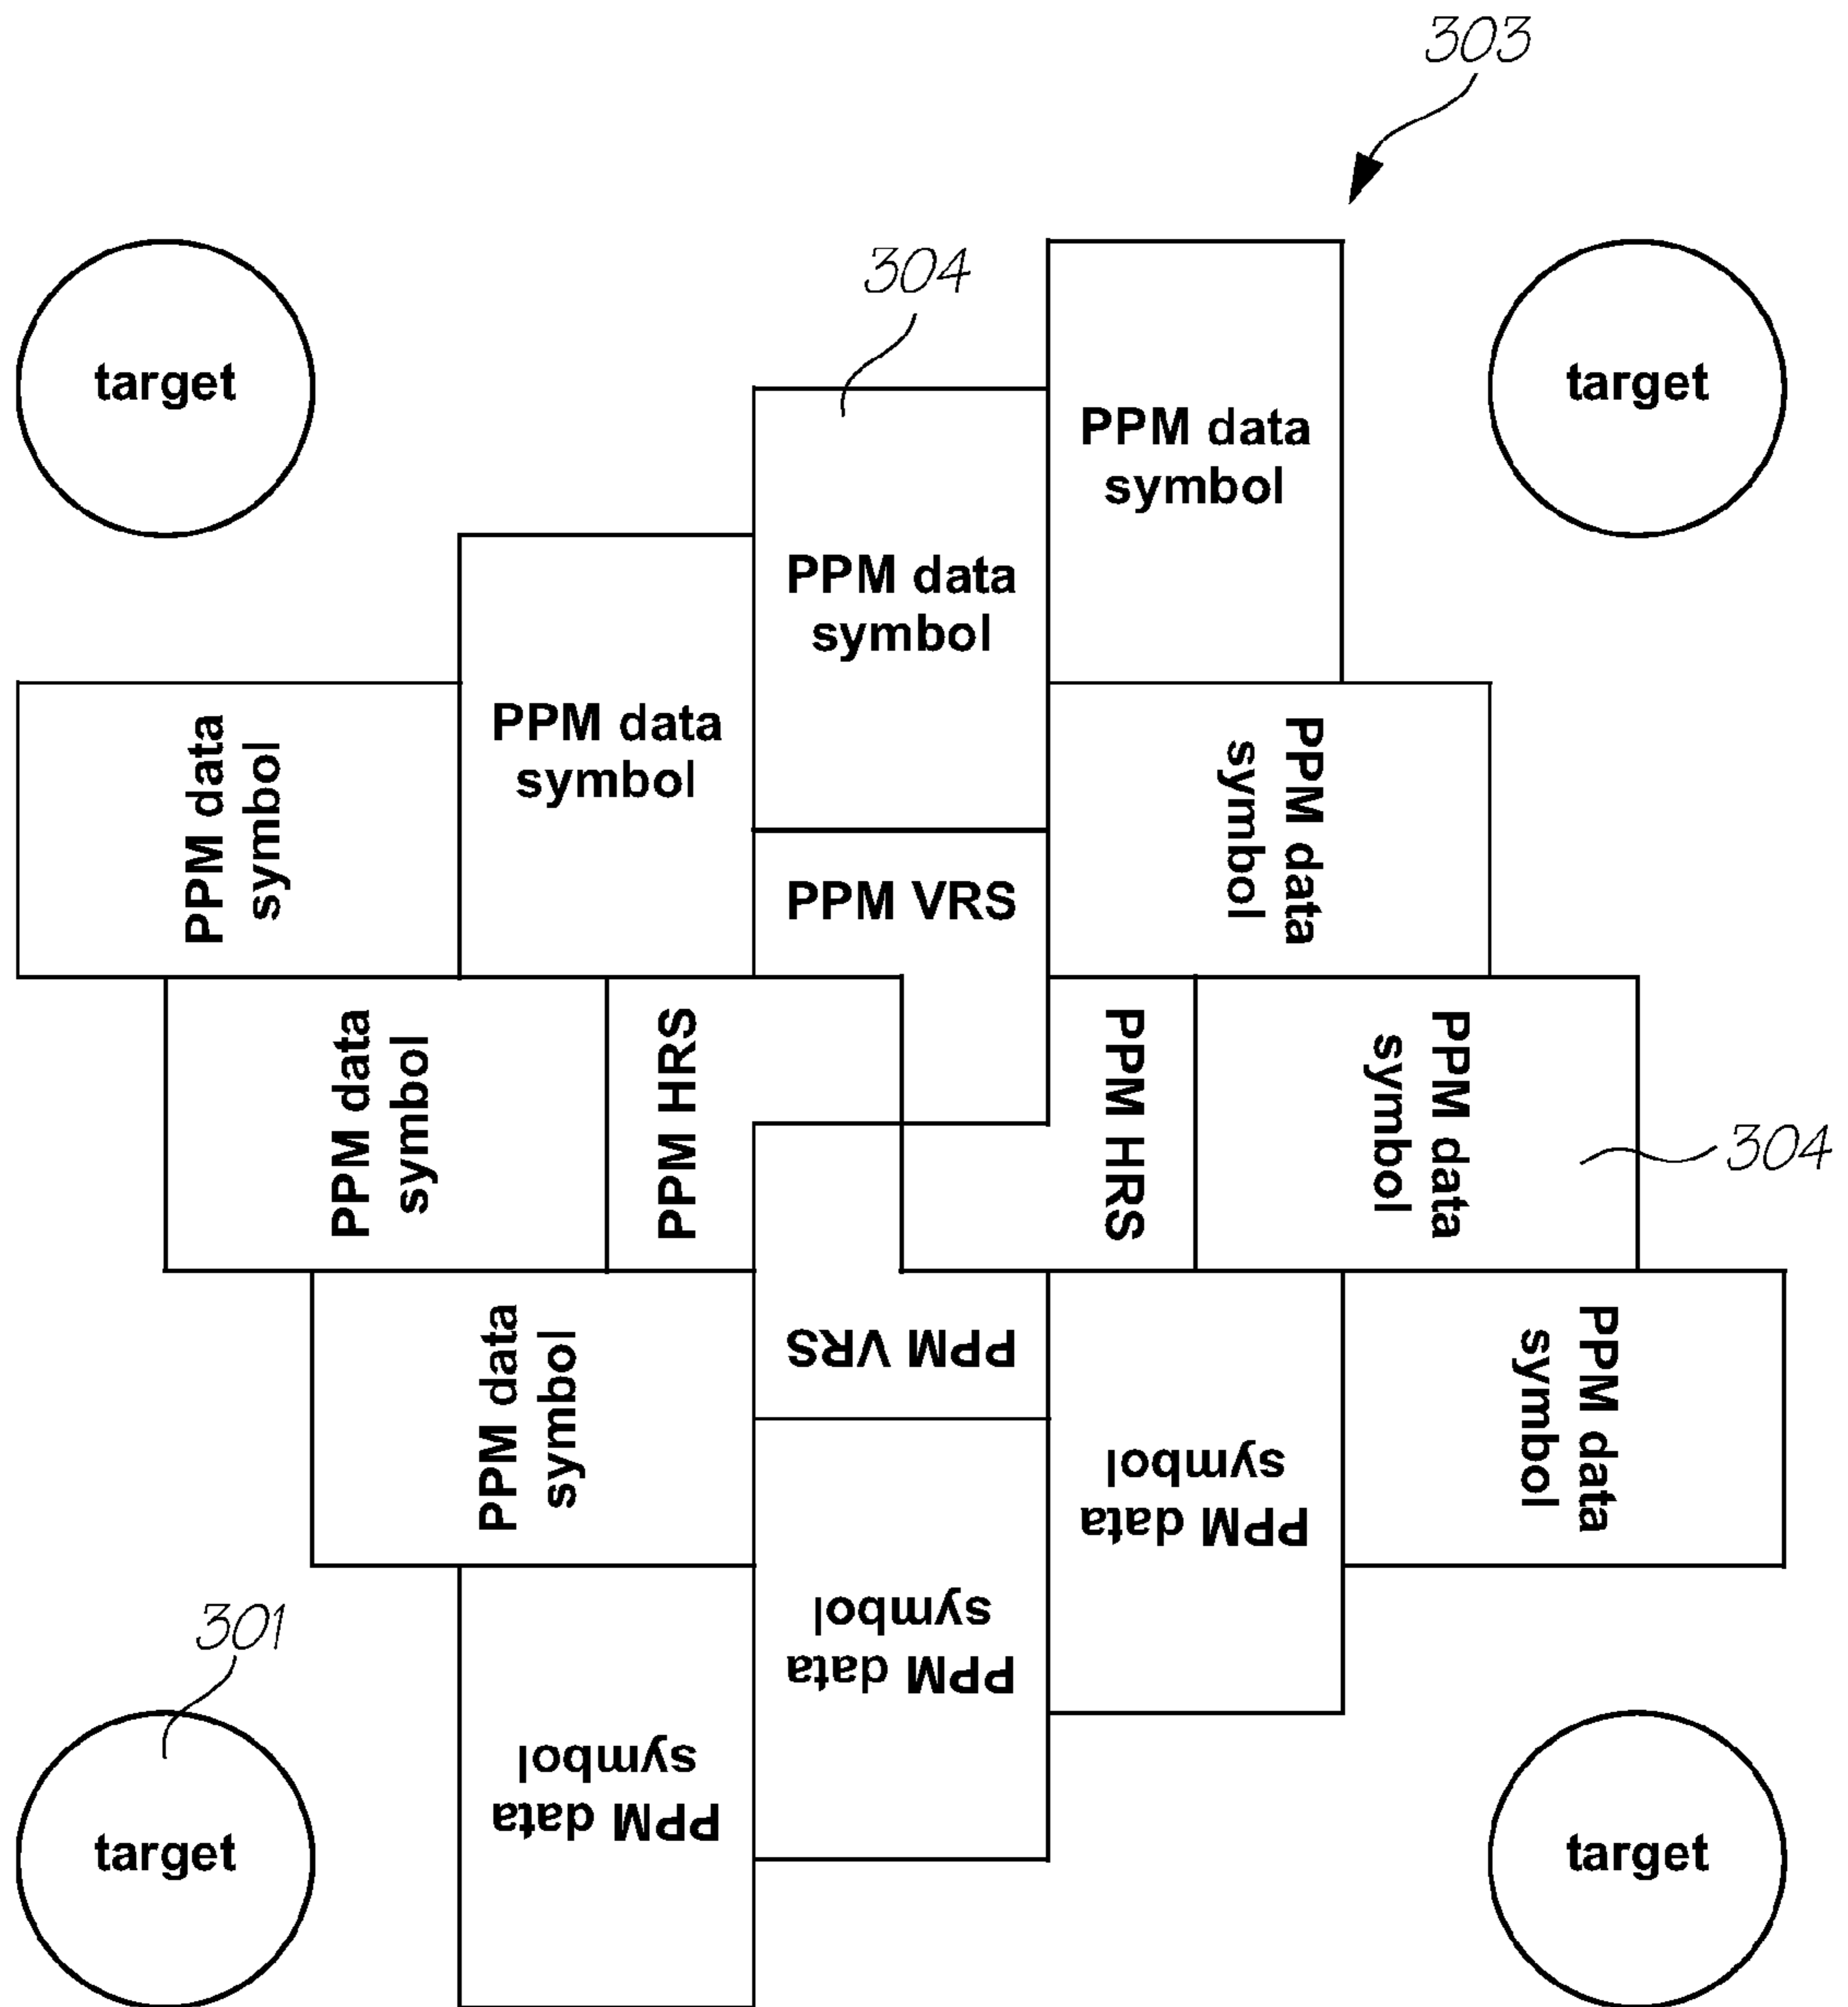 303
304
target
target
PPM data
symbol
PPM data
symbol
PPM data
symbol
PPM data
symbol
PPM data
symbol
PPM VRS
PPM data
symbol
PPM HRS
PPM HRS
PPM data
symbol
304
PPM data
symbol
PPM VRS
PPM data
symbol
PPM data
symbol
PPM data
symbol
301
PPM data
symbol
target
target